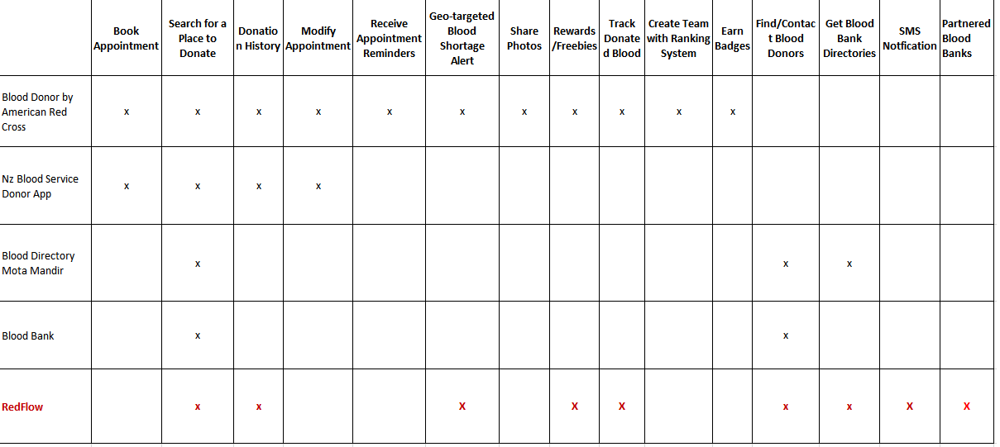 Book
Appointment
Search for a
Place to
Donate
Donatio
n History
Modify
Appointment
Receive
Appointment
Reminders
Geo-targeted
Blood
Shortage
Alert
Share
Photos
Rewards
/Freebies
Track
Donate
d Blood
Create Team
with Ranking
System
Earn
Badges
Find/Contac
t Blood
Donors
Get Blood
Bank
Directories
SMS
Notfication
Partnered
Blood
Banks
Blood Donor by
American Red
Cross
x x x x x x x x x x x
Nz Blood Service
Donor App
x x x x
Blood Directory
Mota Mandir
x x x
Blood Bank
x x
RedFlow
x x X X X x x X X